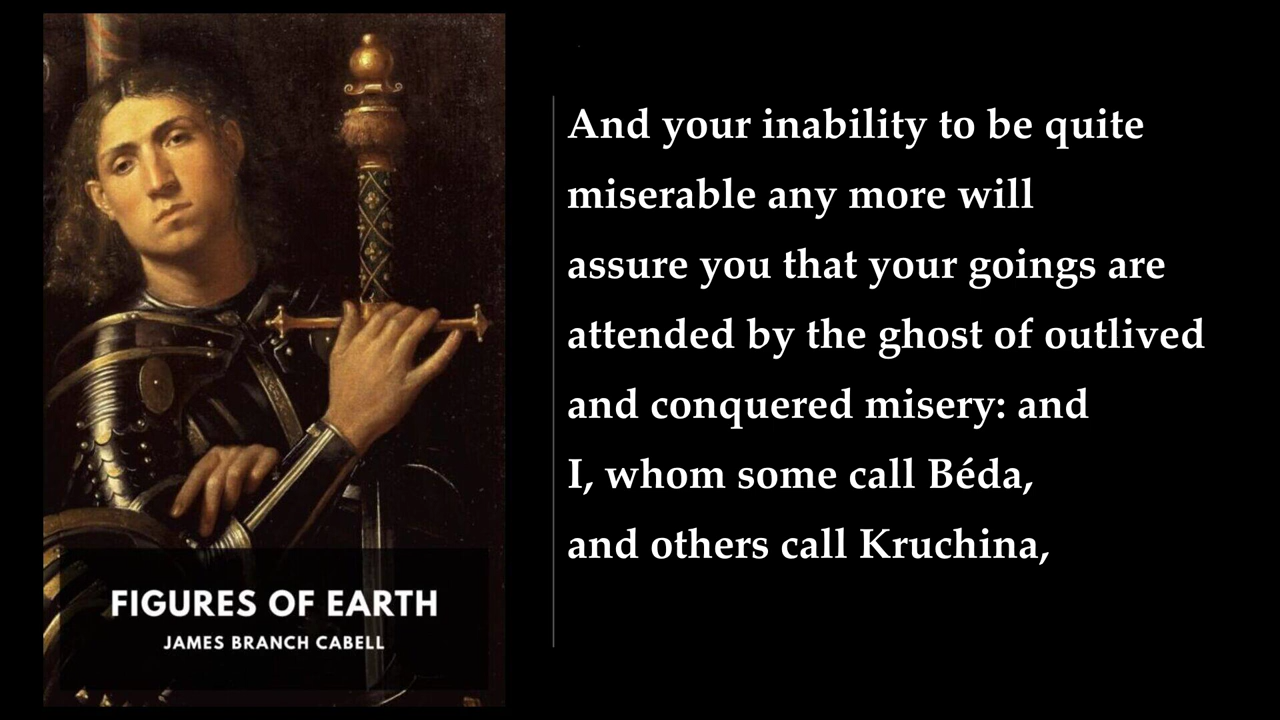 And your inability to be quite
miserable any more will
assure you that your goings are
attended by the ghost of outlived
and conquered misery: and
I, whom some call Béda,
and others call Kruchina,
FIGURES OF EARTH
JAMES BRANCH CABELL